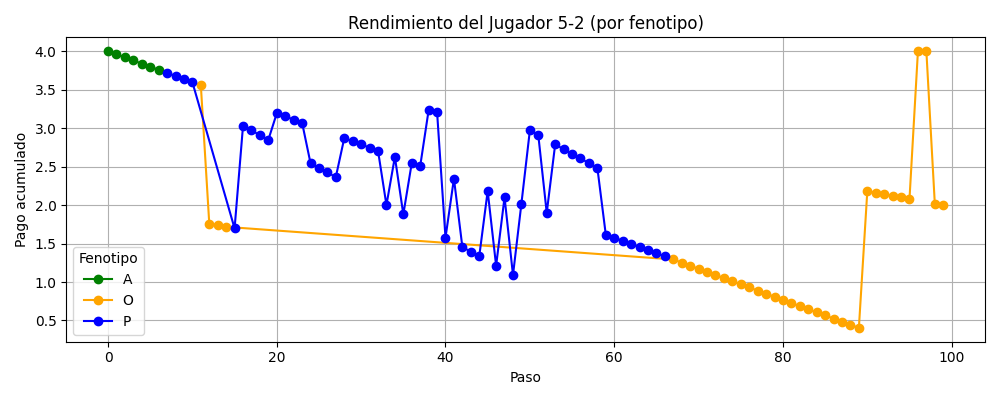 Rendimiento del Jugador 5-2 (por fenotipo)
Pago acumulado
4.0
3.5
3.0
2.5
2.0
1.5
1.0
0.5
Fenotipo
A
O
P
0 20 40 60 80 100
Paso